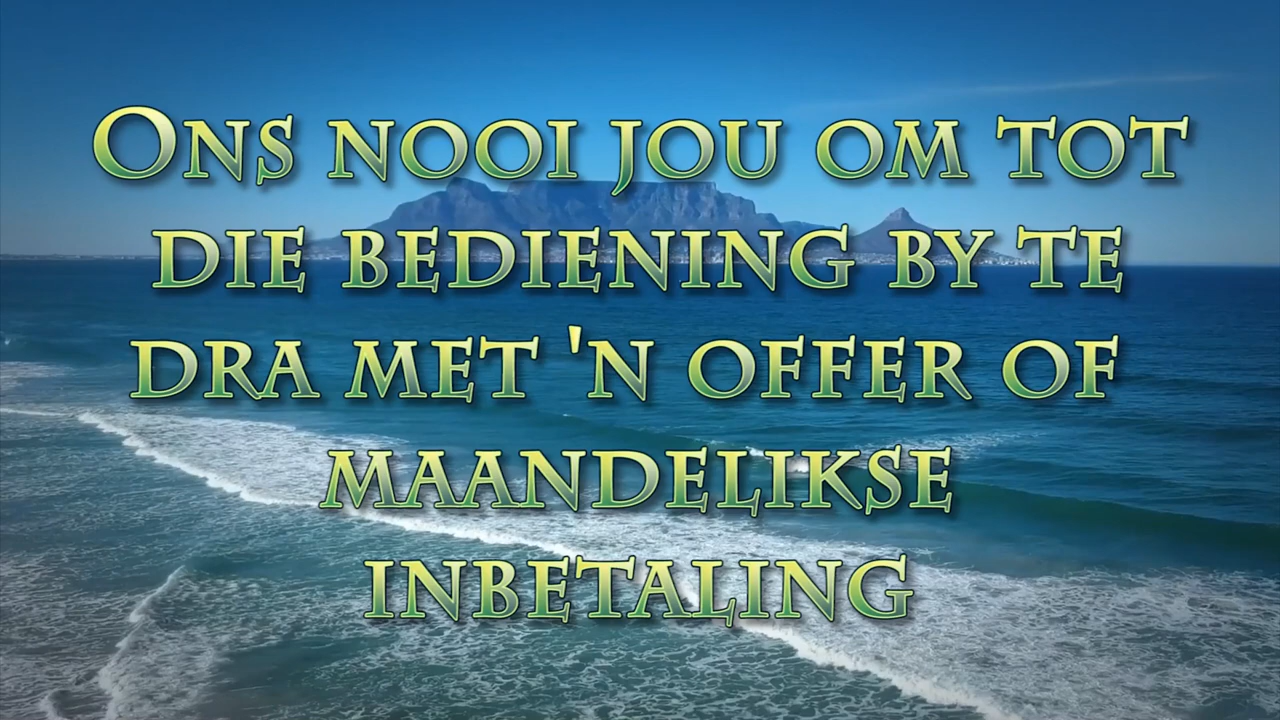 Ons nooi jou om tot
die bediening by te
dra met 'n offer of
maandelikse
inbetaling